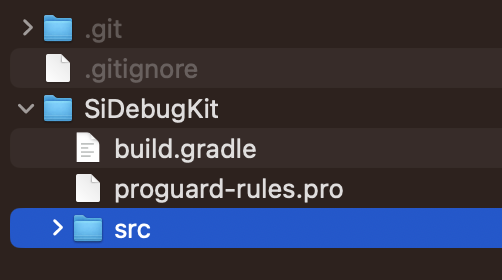 .git
.gitignore
SiDebugKit
build.gradle
proguard-rules.pro
src